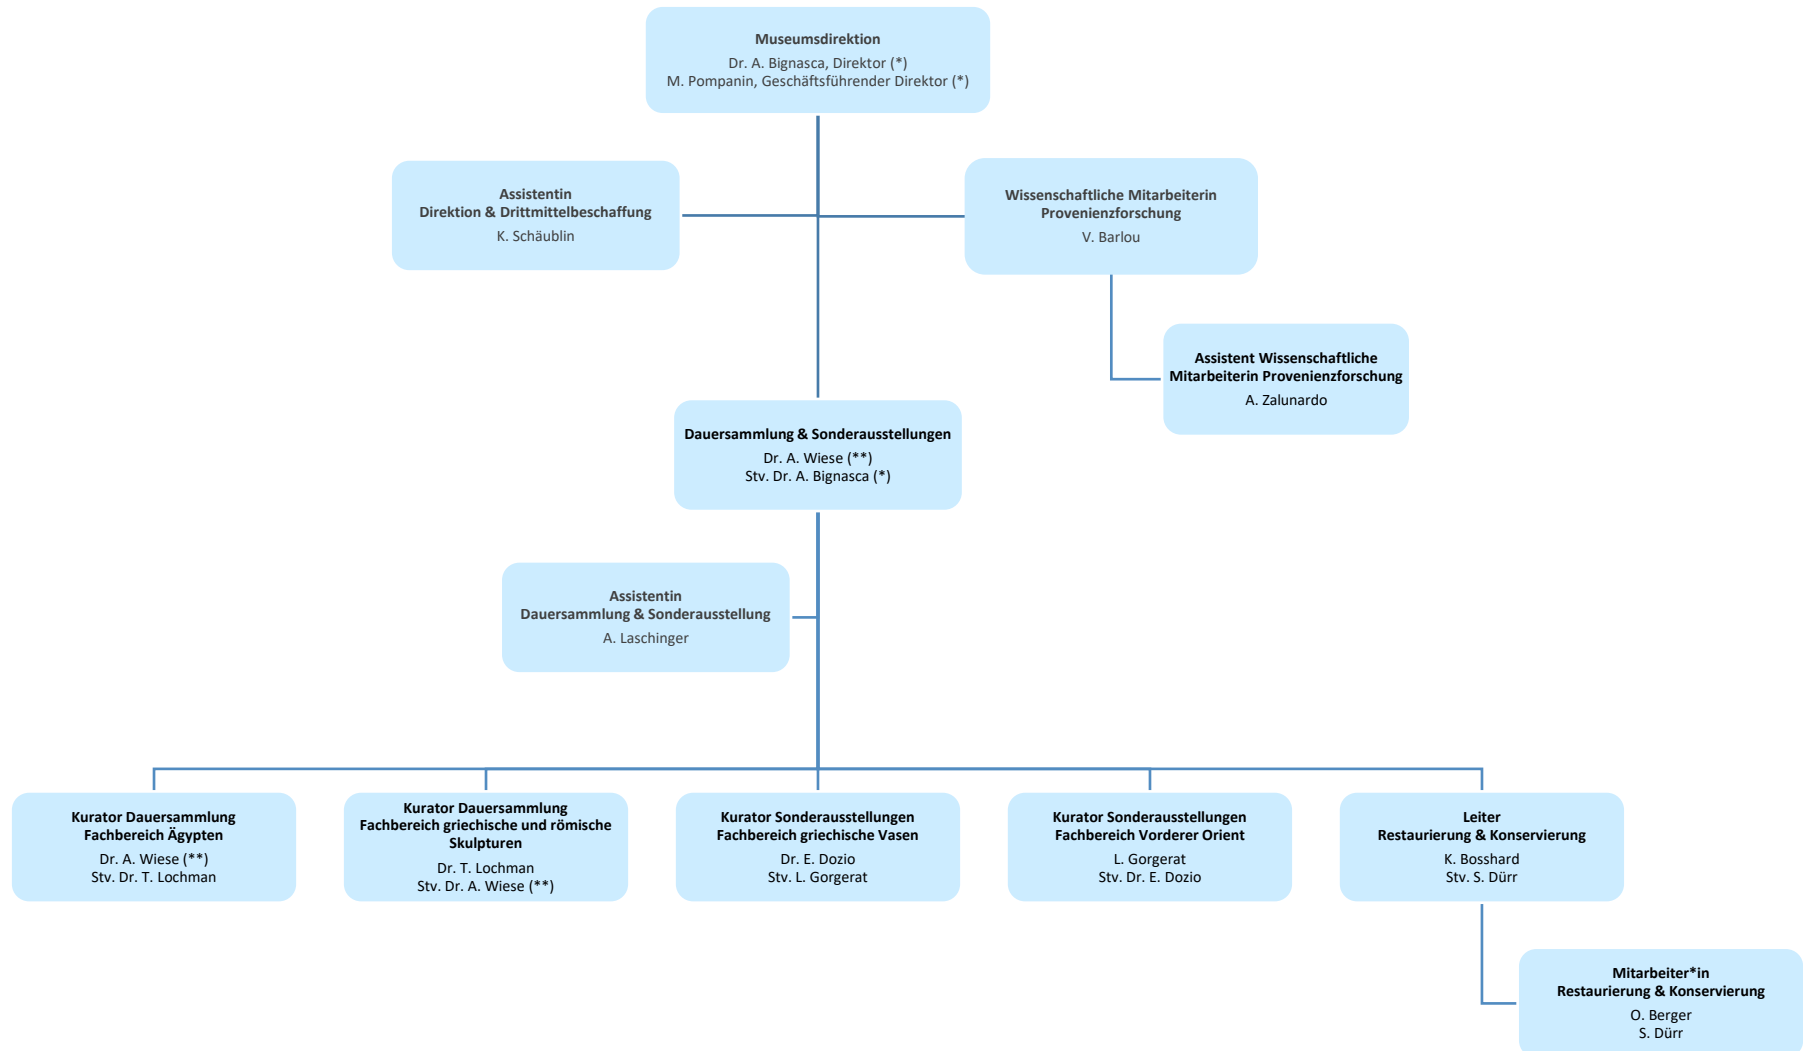 Museumsdirektion
Dr. A. Bignasca, Direktor (*)
M. Pompanin, Geschäftsführender Direktor (*)
Assistentin
Direktion & Drittmittelbeschaffung
K. Schäublin
Wissenschaftliche Mitarbeiterin
Provenienzforschung
V. Barlou
Assistent Wissenschaftliche
Mitarbeiterin Provenienzforschung
A. Zalunardo
Dauersammlung & Sonderausstellungen
Dr. A. Wiese (**)
Stv. Dr. A. Bignasca (*)
Assistentin
Dauersammlung & Sonderausstellung
A. Laschinger
Kurator Dauersammlung
Fachbereich Ägypten
Dr. A. Wiese (**)
Stv. Dr. T. Lochman
Kurator Dauersammlung
Fachbereich griechische und römische
Skulpturen
Dr. T. Lochman
Stv. Dr. A. Wiese (**)
Kurator Sonderausstellungen
Fachbereich griechische Vasen
Dr. E. Dozio
Stv. L. Gorgerat
Kurator Sonderausstellungen
Fachbereich Vorderer Orient
L. Gorgerat
Stv. Dr. E. Dozio
Leiter
Restaurierung & Konservierung
K. Bosshard
Stv. S. Dürr
Mitarbeiter*in
Restaurierung & Konservierung
O. Berger
S. Dürr